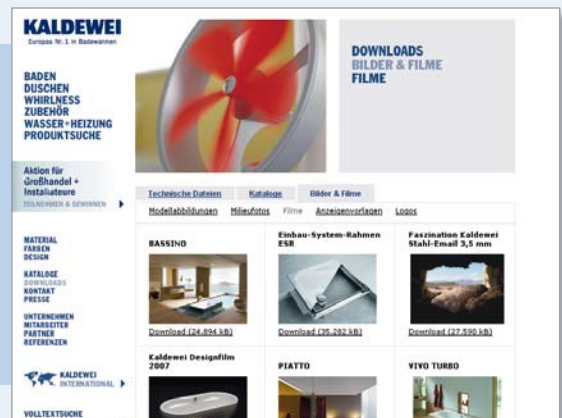 KALDEWEI
Europas Nr. 1 in Badewannen
BADEN
DUSCHEN
WHIRLNESS
ZUBEHÖR
WASSER+HEIZUNG
PRODUKTSUCHE
Aktion für
Großhandel +
Installateure
TEILNEHMEN & GEWINNEN
MATERIAL
FARBEN
DESIGN
KATALOGE
DOWNLOADS
KONTAKT
PRESSE
UNTERNEHMEN
MITARBEITER
PARTNER
REFERENZEN
KALDEWEI
INTERNATIONAL
VOLLTEXTSUCHE
DOWNLOADS
BILDER & FILME
FILME
Technische Dateien Kataloge Bilder & Filme
Modellabbildungen Milieufotos Filme Anzeigenvorlagen Logos
BASSINO
Download (24.894 kB)
Einbau-System-Rahmen
ESR
Download (35.282 kB)
Faszination Kaldewei
Stahl-Email 3,5 mm
Download (27.590 kB)
Kaldewei Designfilm
2007
PIATTO
VIVO TURBO